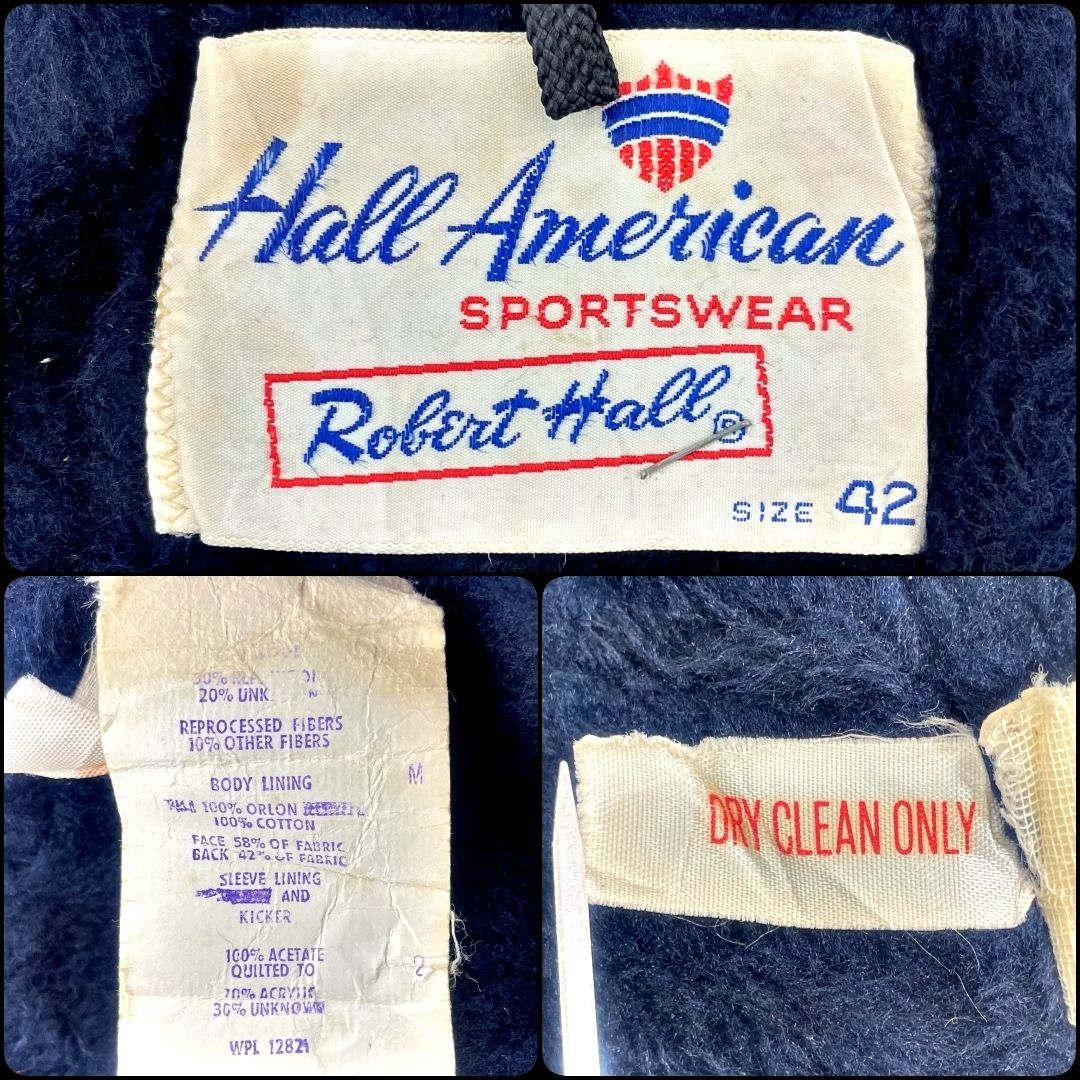 Hall American
SPORTSWEAR
Robert Hall ®
SIZE 42
20% UNK
REPROCESSED FIBERS
10% OTHER FIBERS
BODY LINING
M
100% ORLON
100% COTTON
FACE 58% OF FABRIC
BACK 42% OF FABRIC
SLEEVE LINING
AND
KICKER
100% ACETATE
2
QUILTED TO
70% ACRYLIC
30% UNKNOWN
WPL 12821
DRY CLEAN ONLY